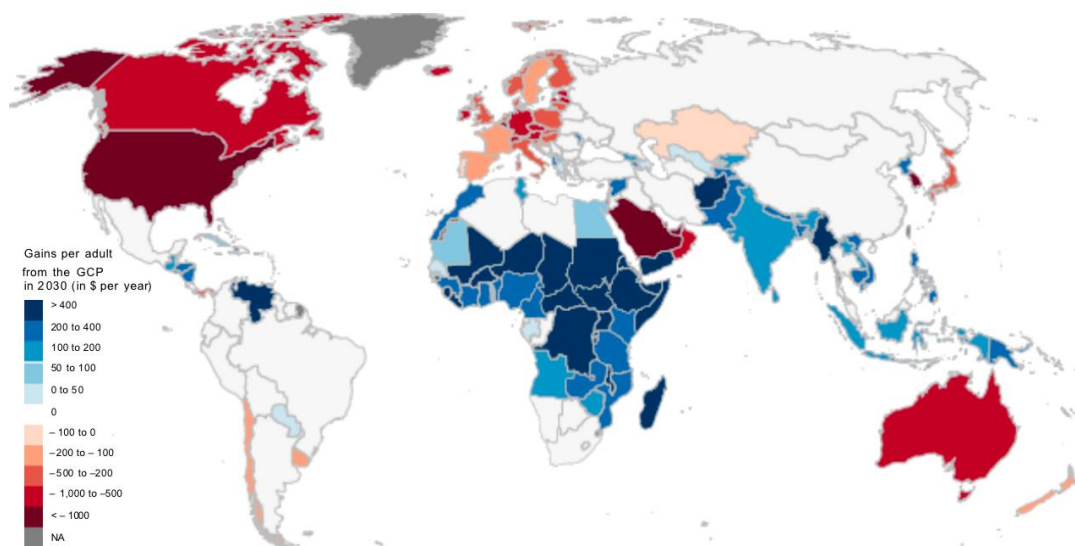 Gains per adult
from the GCP
in 2030 (in $ per year)
> 400
200 to 400
100 to 200
50 to 100
0 to 50
0
– 100 to 0
–200 to – 100
–500 to –200
– 1,000 to –500
< – 1000
NA